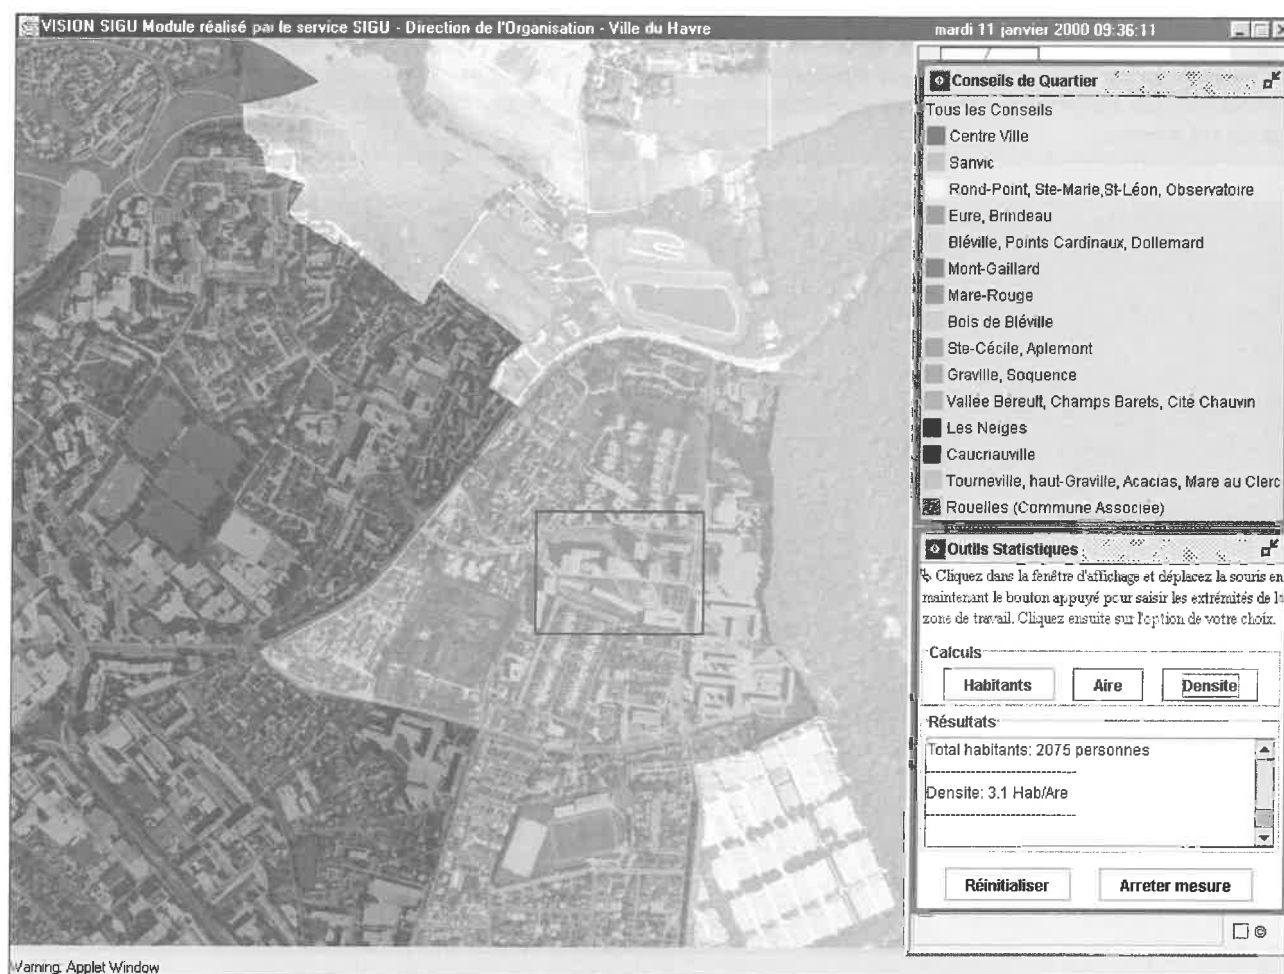 VISION SIGU Module réalisé par le service SIGU - Direction de l'Organisation - Ville du Havre
mardi 11 janvier 2000 09:36:11
Conseils de Quartier
Tous les Conseils
Centre Ville
Sanvic
Rond-Point, Ste-Marie,St-Léon, Observatoire
Eure, Brindeau
Bléville, Points Cardinaux, Dollemard
Mont-Gaillard
Mare-Rouge
Bois de Bléville
Ste-Cécile, Aplemont
Graville, Soquence
Vallée Béreult, Champs Barets, Cité Chauvin
Les Neiges
Caucriauville
Tourneville, haut-Graville, Acacias, Mare au Clerc
Rouelles (Commune Associée)
Outils Statistiques
Cliquez dans la fenêtre d'affichage et déplacez la souris en
maintenant le bouton appuyé pour saisir les extrémités de la
zone de travail. Cliquez ensuite sur l'option de votre choix.
Calculs
Habitants Aire Densite
Résultats
Total habitants: 2075 personnes
----------------------------
Densite: 3.1 Hab/Are
----------------------------
Réinitialiser Arreter mesure
Warning: Applet Window